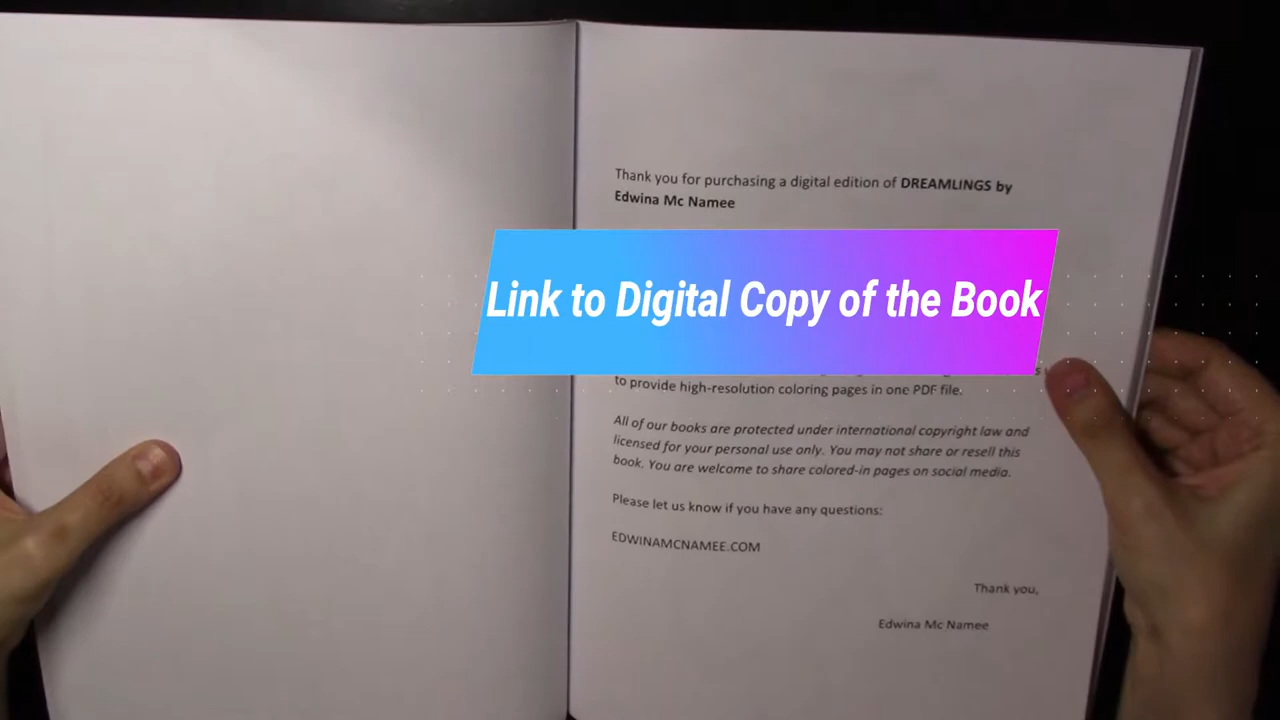 Thank you for purchasing a digital edition of DREAMLINGS by
Edwina Mc Namee
Link to Digital Copy of the Book
to provide high-resolution coloring pages in one PDF file.
All of our books are protected under international copyright law and
licensed for your personal use only. You may not share or resell this
book. You are welcome to share colored-in pages on social media.
Please let us know if you have any questions:
EDWINAMCNAMEE.COM
Thank you,
Edwina Mc Namee